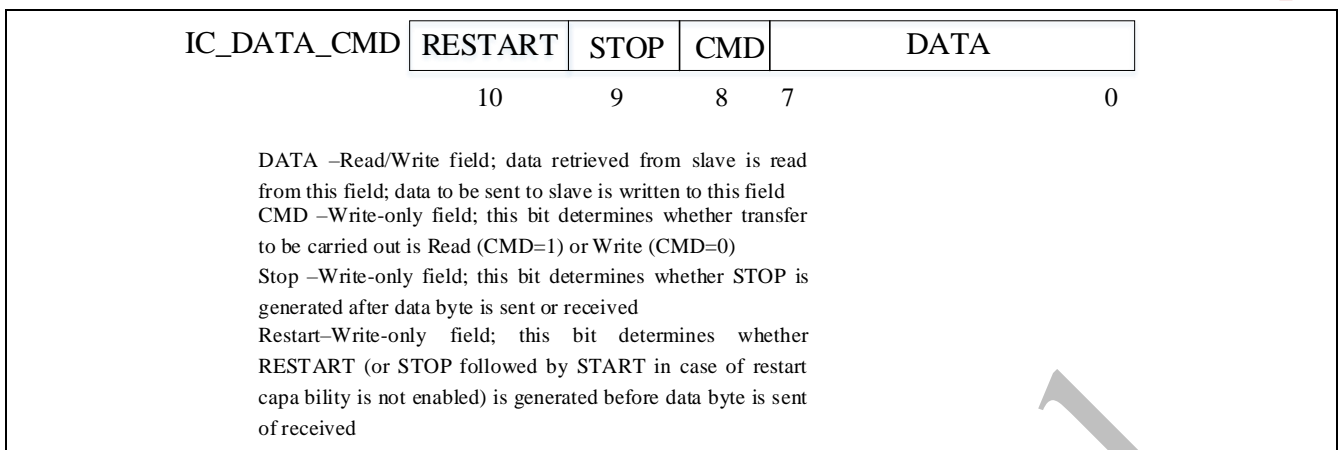 IC_DATA_CMD RESTART STOP CMD DATA
10 9 8 7 0
DATA –Read/Write field; data retrieved from slave is read
from this field; data to be sent to slave is written to this field
CMD –Write-only field; this bit determines whether transfer
to be carried out is Read (CMD=1) or Write (CMD=0)
Stop –Write-only field; this bit determines whether STOP is
generated after data byte is sent or received
Restart–Write-only field; this bit determines whether
RESTART (or STOP followed by START in case of restart
capa bility is not enabled) is generated before data byte is sent
of received